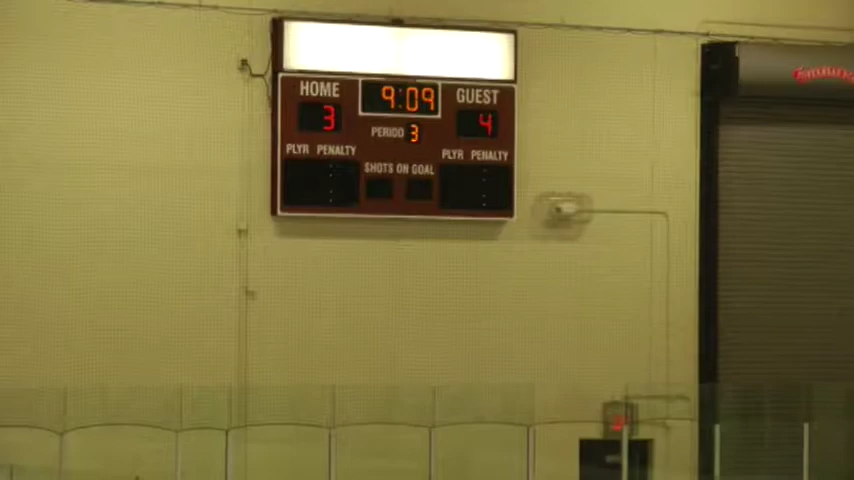 HOME 9:09 GUEST
3 4
PERIOD 3
PLYR PENALTY PLYR PENALTY
SHOTS ON GOAL